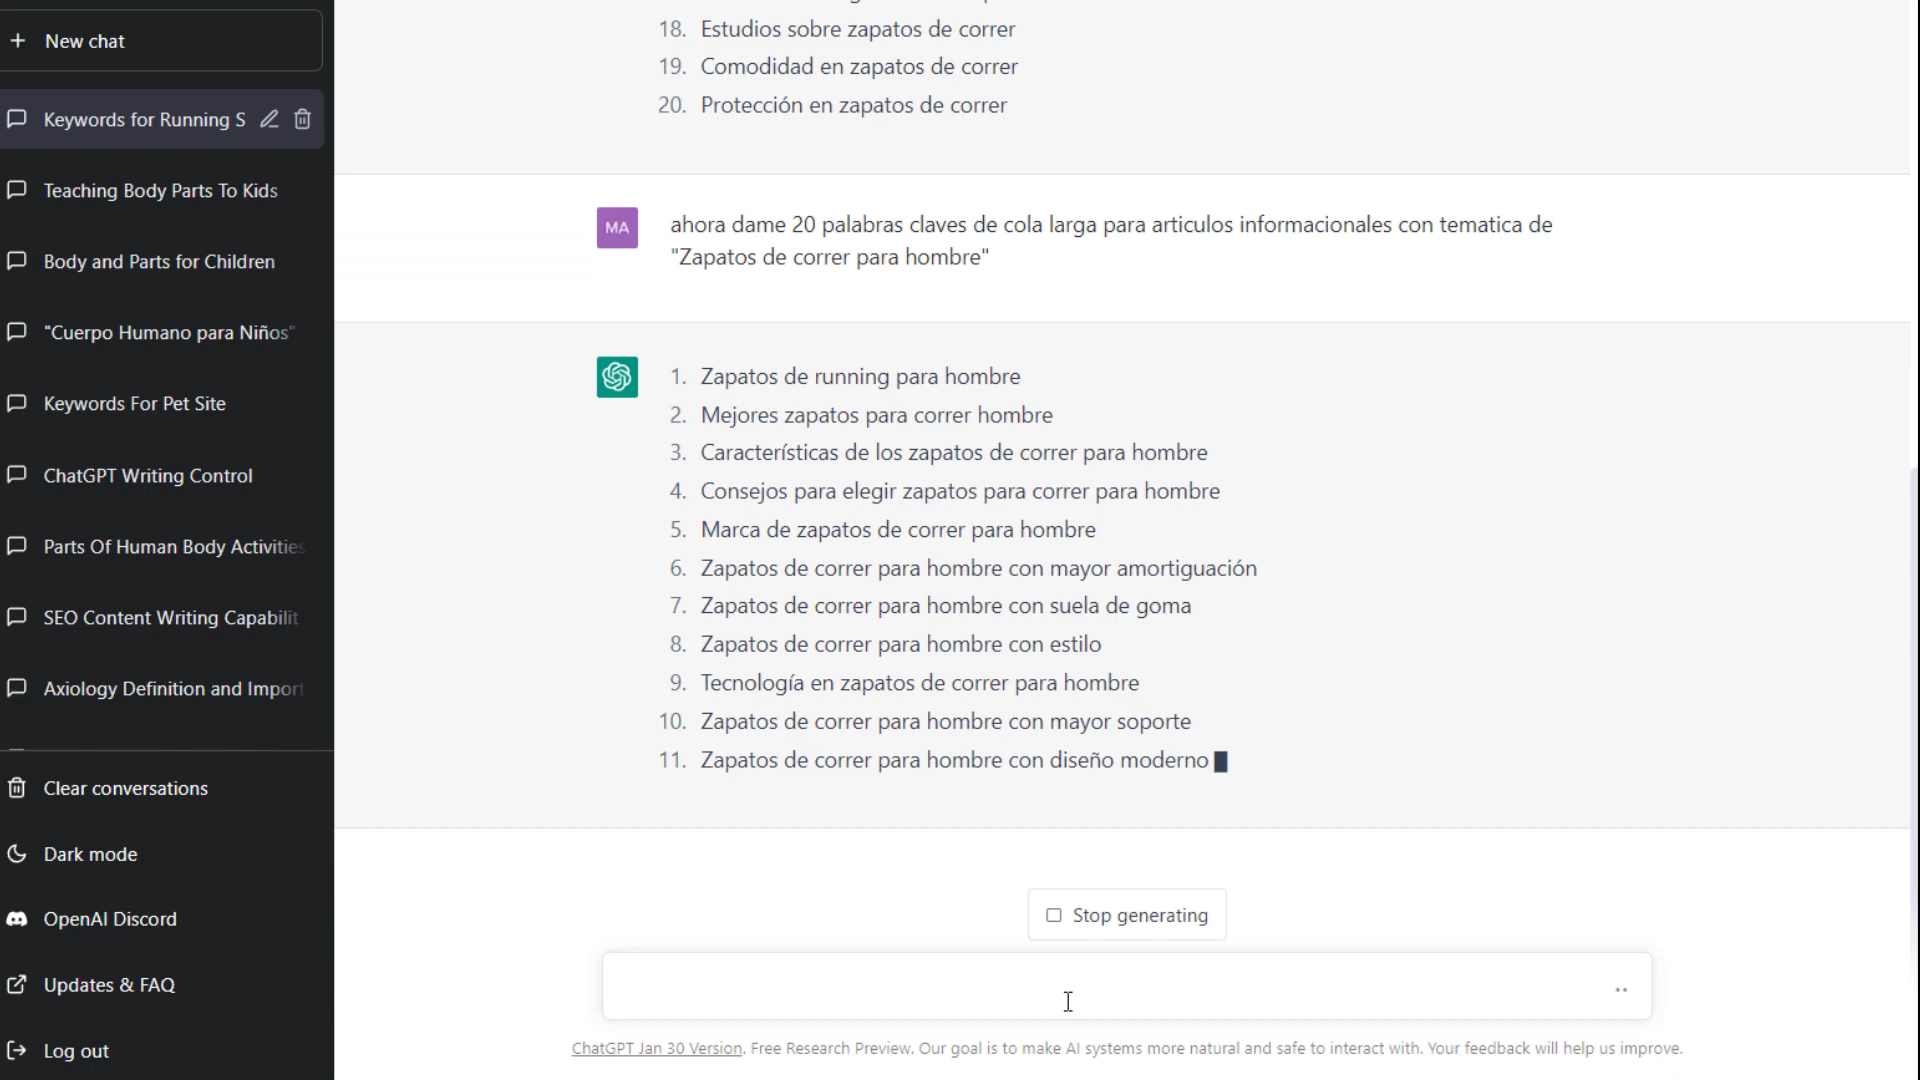 New chat
Keywords for Running S
Teaching Body Parts To Kids
Body and Parts for Children
"Cuerpo Humano para Niños"
Keywords For Pet Site
ChatGPT Writing Control
Parts Of Human Body Activities
SEO Content Writing Capabilit
Axiology Definition and Import
Clear conversations
Dark mode
OpenAI Discord
Updates & FAQ
Log out
18. Estudios sobre zapatos de correr
19. Comodidad en zapatos de correr
20. Protección en zapatos de correr
MA
ahora dame 20 palabras claves de cola larga para articulos informacionales con tematica de
"Zapatos de correr para hombre"
1. Zapatos de running para hombre
2. Mejores zapatos para correr hombre
3. Características de los zapatos de correr para hombre
4. Consejos para elegir zapatos para correr para hombre
5. Marca de zapatos de correr para hombre
6. Zapatos de correr para hombre con mayor amortiguación
7. Zapatos de correr para hombre con suela de goma
8. Zapatos de correr para hombre con estilo
9. Tecnología en zapatos de correr para hombre
10. Zapatos de correr para hombre con mayor soporte
11. Zapatos de correr para hombre con diseño moderno
Stop generating
ChatGPT Jan 30 Version. Free Research Preview. Our goal is to make AI systems more natural and safe to interact with. Your feedback will help us improve.